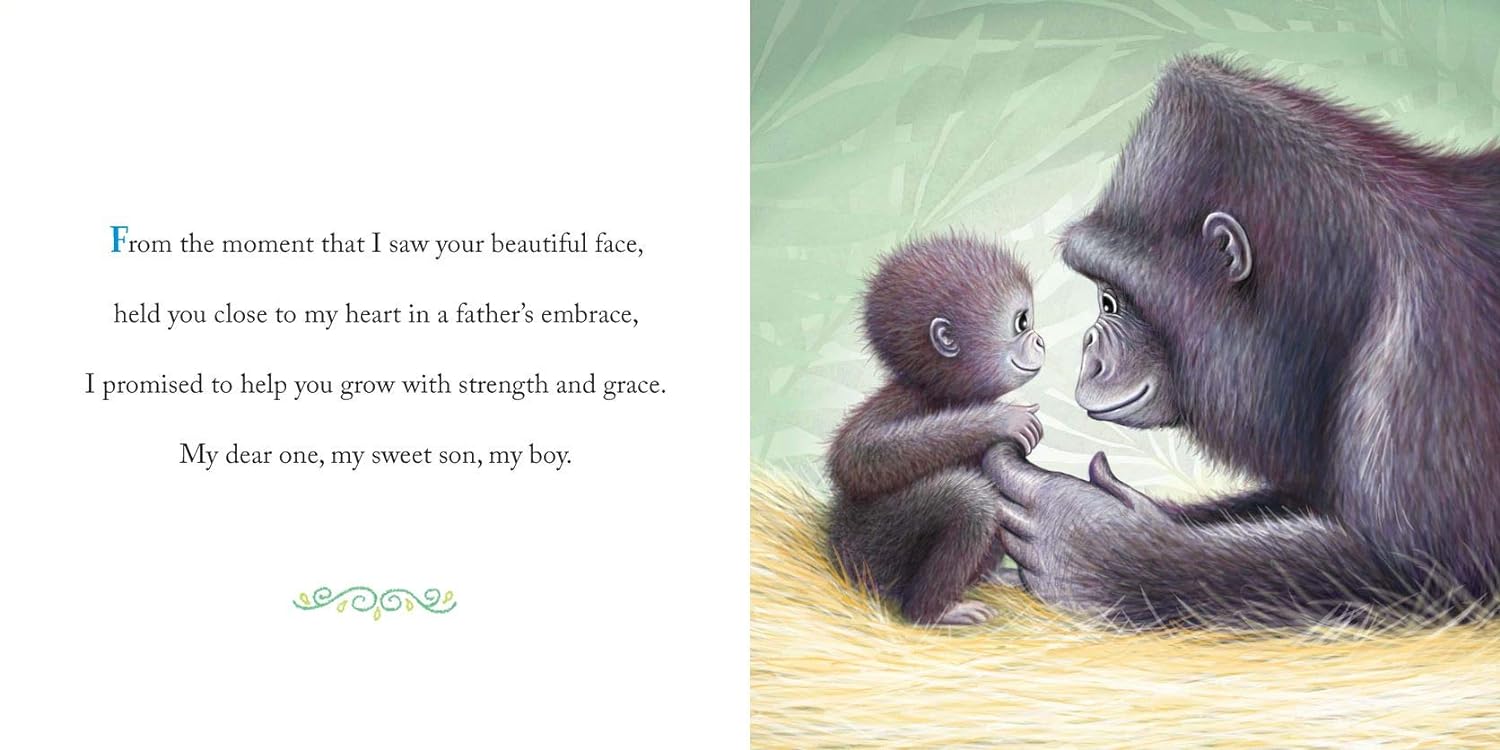 From the moment that I saw your beautiful face,
held you close to my heart in a father’s embrace,
I promised to help you grow with strength and grace.
My dear one, my sweet son, my boy.